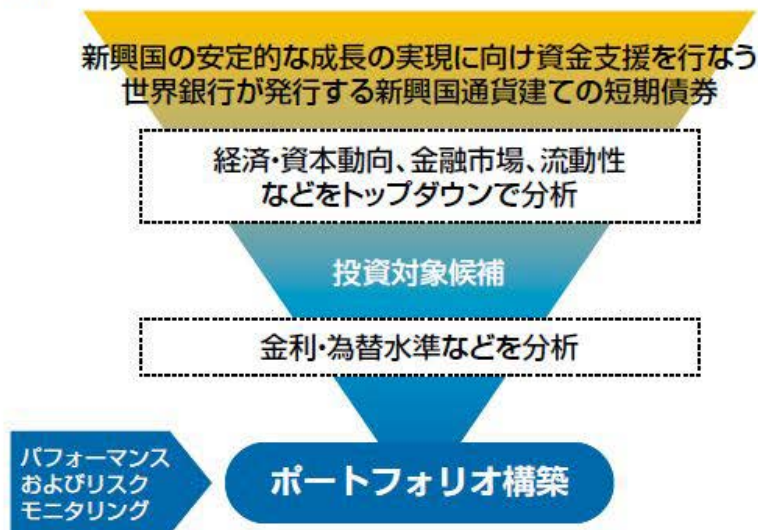 新興国の安定的な成長の実現に向け資金支援を行なう
世界銀行が発行する新興国通貨建ての短期債券
経済・資本動向、金融市場、流動性
などをトップダウンで分析
投資対象候補
金利・為替水準などを分析
パフォーマンス
およびリスク
モニタリング
ポートフォリオ構築